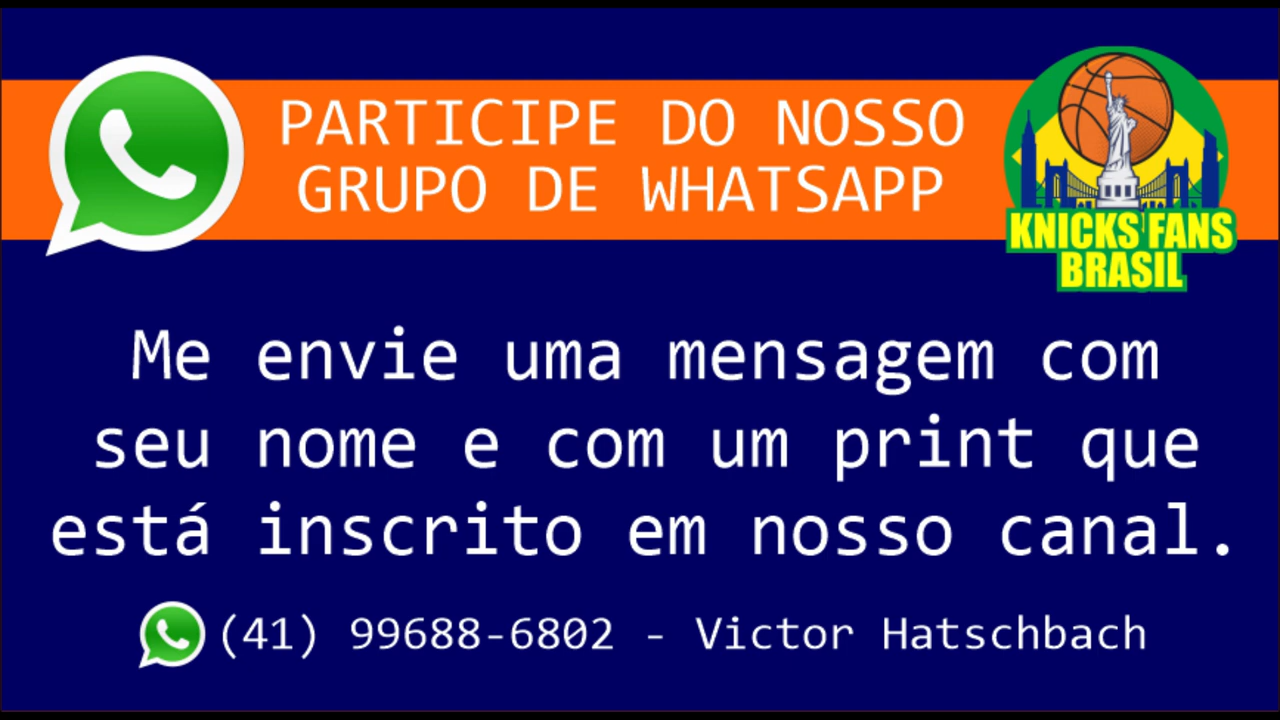 PARTICIPE DO NOSSO
GRUPO DE WHATSAPP
KNICKS FANS
BRASIL
Me envie uma mensagem com
seu nome e com um print que
está inscrito em nosso canal.
(41) 99688-6802 - Victor Hatschbach